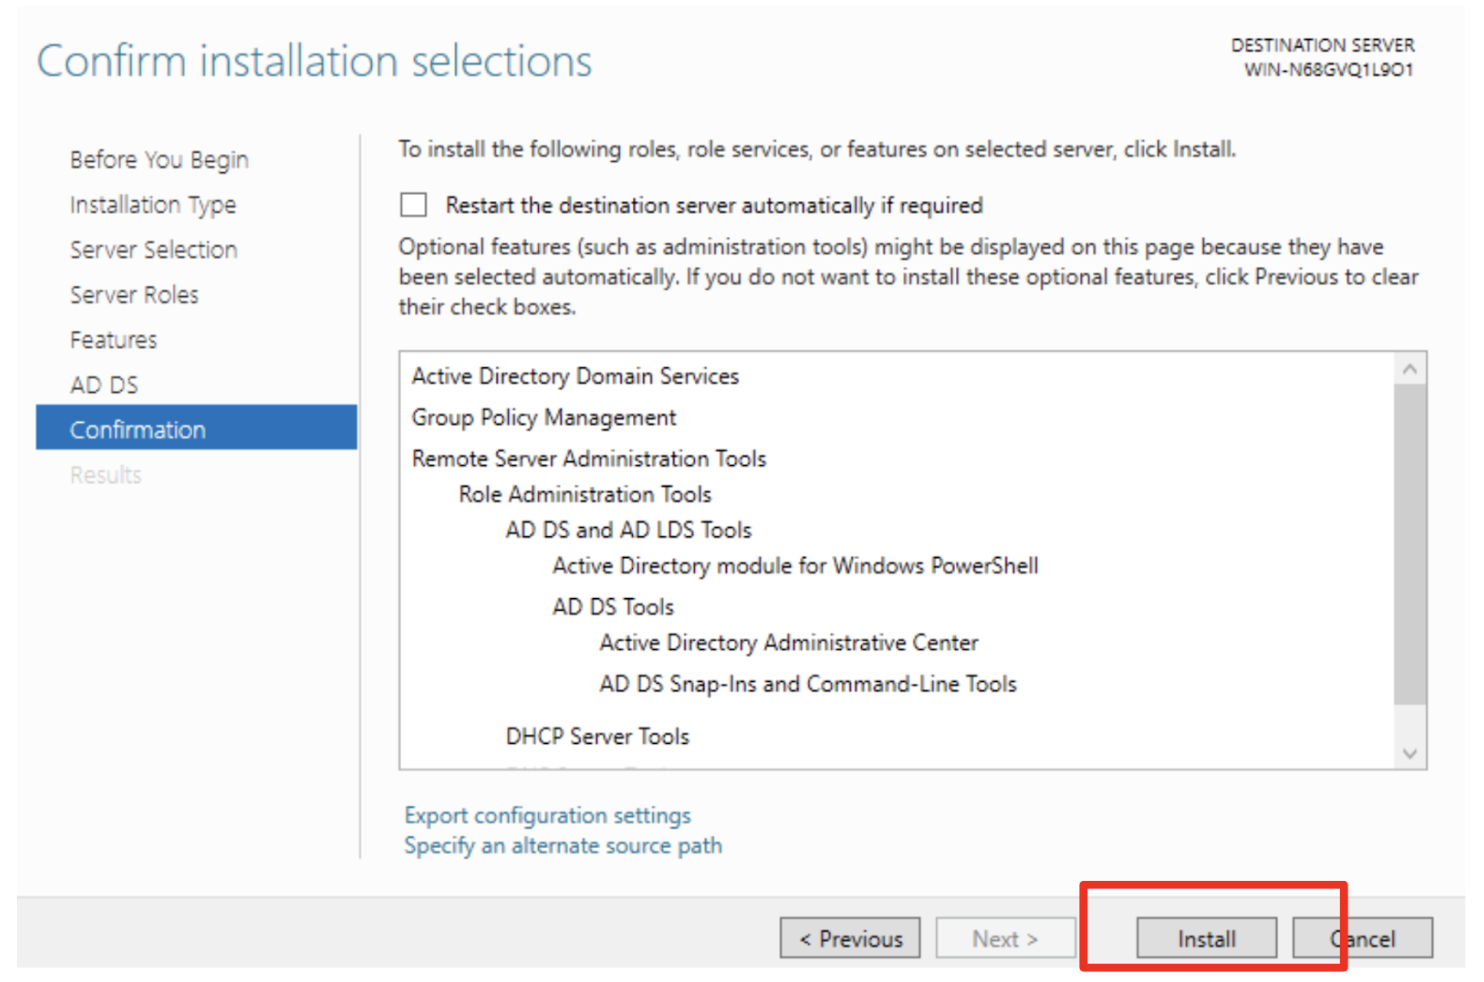 Confirm installation selections
DESTINATION SERVER
WIN-N68GVQ1L9O1
Before You Begin
Installation Type
Server Selection
Server Roles
Features
AD DS
Confirmation
Results
To install the following roles, role services, or features on selected server, click Install.
Restart the destination server automatically if required
Optional features (such as administration tools) might be displayed on this page because they have
been selected automatically. If you do not want to install these optional features, click Previous to clear
their check boxes.
Active Directory Domain Services
Group Policy Management
Remote Server Administration Tools
Role Administration Tools
AD DS and AD LDS Tools
Active Directory module for Windows PowerShell
AD DS Tools
Active Directory Administrative Center
AD DS Snap-Ins and Command-Line Tools
DHCP Server Tools
Export configuration settings
Specify an alternate source path
< Previous
Next >
Install
Cancel